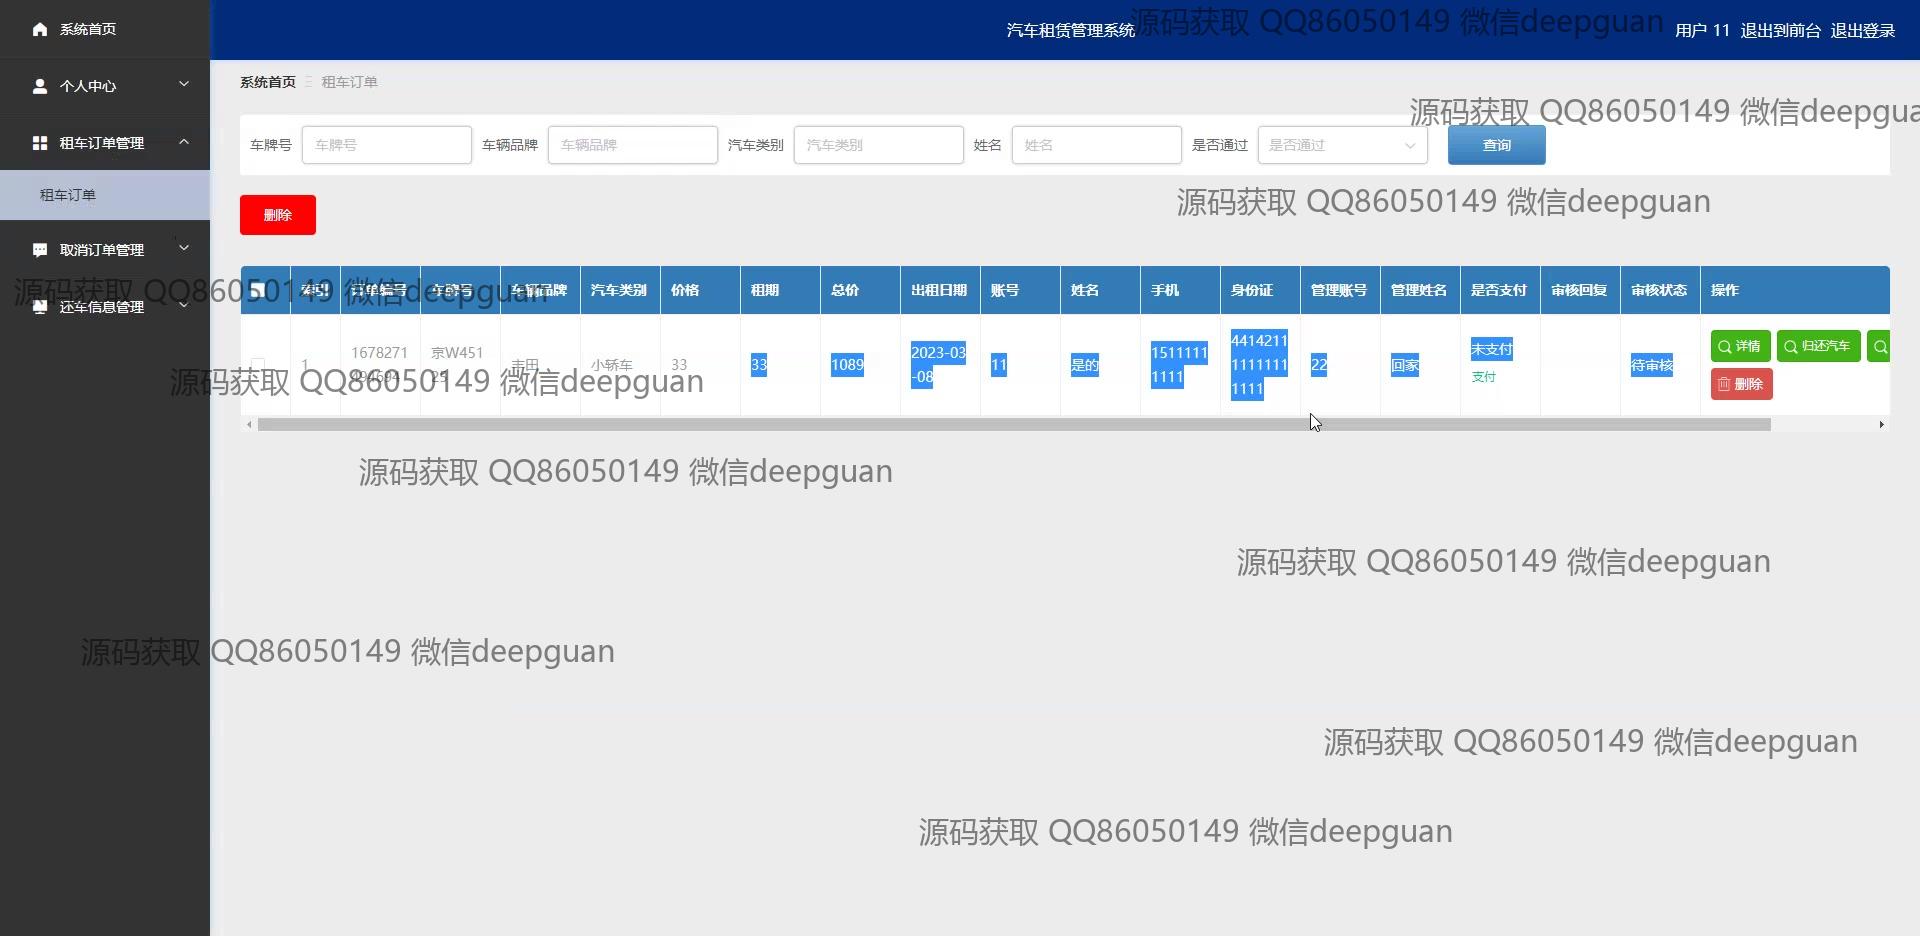 系统首页
个人中心
租车订单管理
租车订单
取消订单管理
还车信息管理
汽车租赁管理系统
用户 11 退出到前台 退出登录
系统首页 租车订单
车牌号 车牌号 车辆品牌 车辆品牌 汽车类别 汽车类别 姓名 姓名 是否通过 是否通过 查询
删除
索引 订单编号 车牌号 车辆品牌 汽车类别 价格 租期 总价 出租日期 账号 姓名 手机 身份证 管理账号 管理姓名 是否支付 审核回复 审核状态 操作
1 1678271 京W451 小轿车 33 33 1089 2023-03 11 是的 1511111 4414211 22 回家 未支付 待审核 详情 归还汽车
-08 1111 1111111 支付 删除
1111
源码获取 QQ86050149 微信deepguan
源码获取 QQ86050149 微信deepgua
源码获取 QQ86050149 微信deepguan
源码获取 QQ86050149 微信deepguan
源码获取 QQ86050149 微信deepguan
源码获取 QQ86050149 微信deepguan
源码获取 QQ86050149 微信deepguan
源码获取 QQ86050149 微信deepguan
源码获取 QQ86050149 微信deepguan
源码获取 QQ86050149 微信deepguan